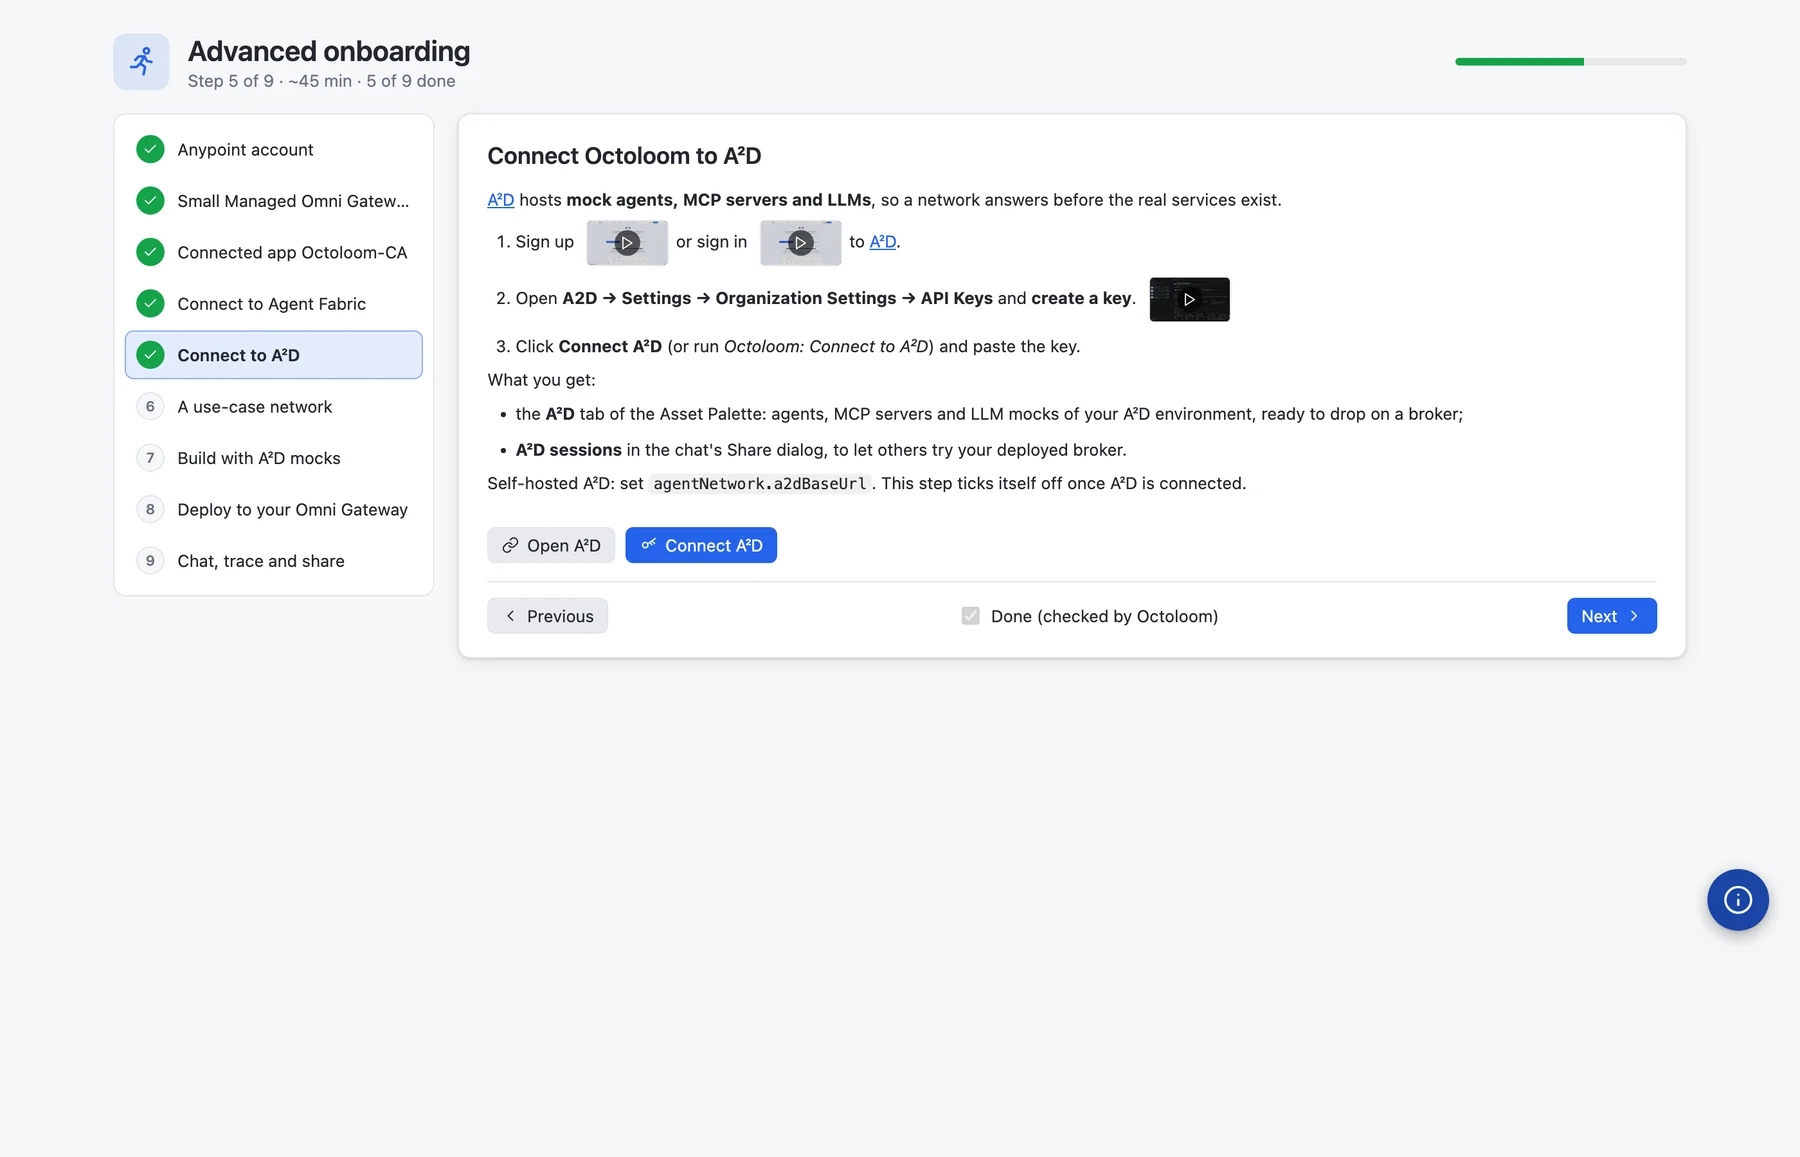 Advanced onboarding
Step 5 of 9 · ~45 min · 5 of 9 done
Anypoint account
Small Managed Omni Gatew...
Connected app Octoloom-CA
Connect to Agent Fabric
Connect to A²D
6 A use-case network
7 Build with A²D mocks
8 Deploy to your Omni Gateway
9 Chat, trace and share
Connect Octoloom to A²D
A²D hosts mock agents, MCP servers and LLMs, so a network answers before the real services exist.
1. Sign up or sign in to A²D.
2. Open A2D → Settings → Organization Settings → API Keys and create a key.
3. Click Connect A²D (or run Octoloom: Connect to A²D) and paste the key.
What you get:
• the A²D tab of the Asset Palette: agents, MCP servers and LLM mocks of your A²D environment, ready to drop on a broker;
• A²D sessions in the chat's Share dialog, to let others try your deployed broker.
Self-hosted A²D: set agentNetwork.a2dBaseUrl. This step ticks itself off once A²D is connected.
Open A²D
Connect A²D
Previous
Done (checked by Octoloom)
Next